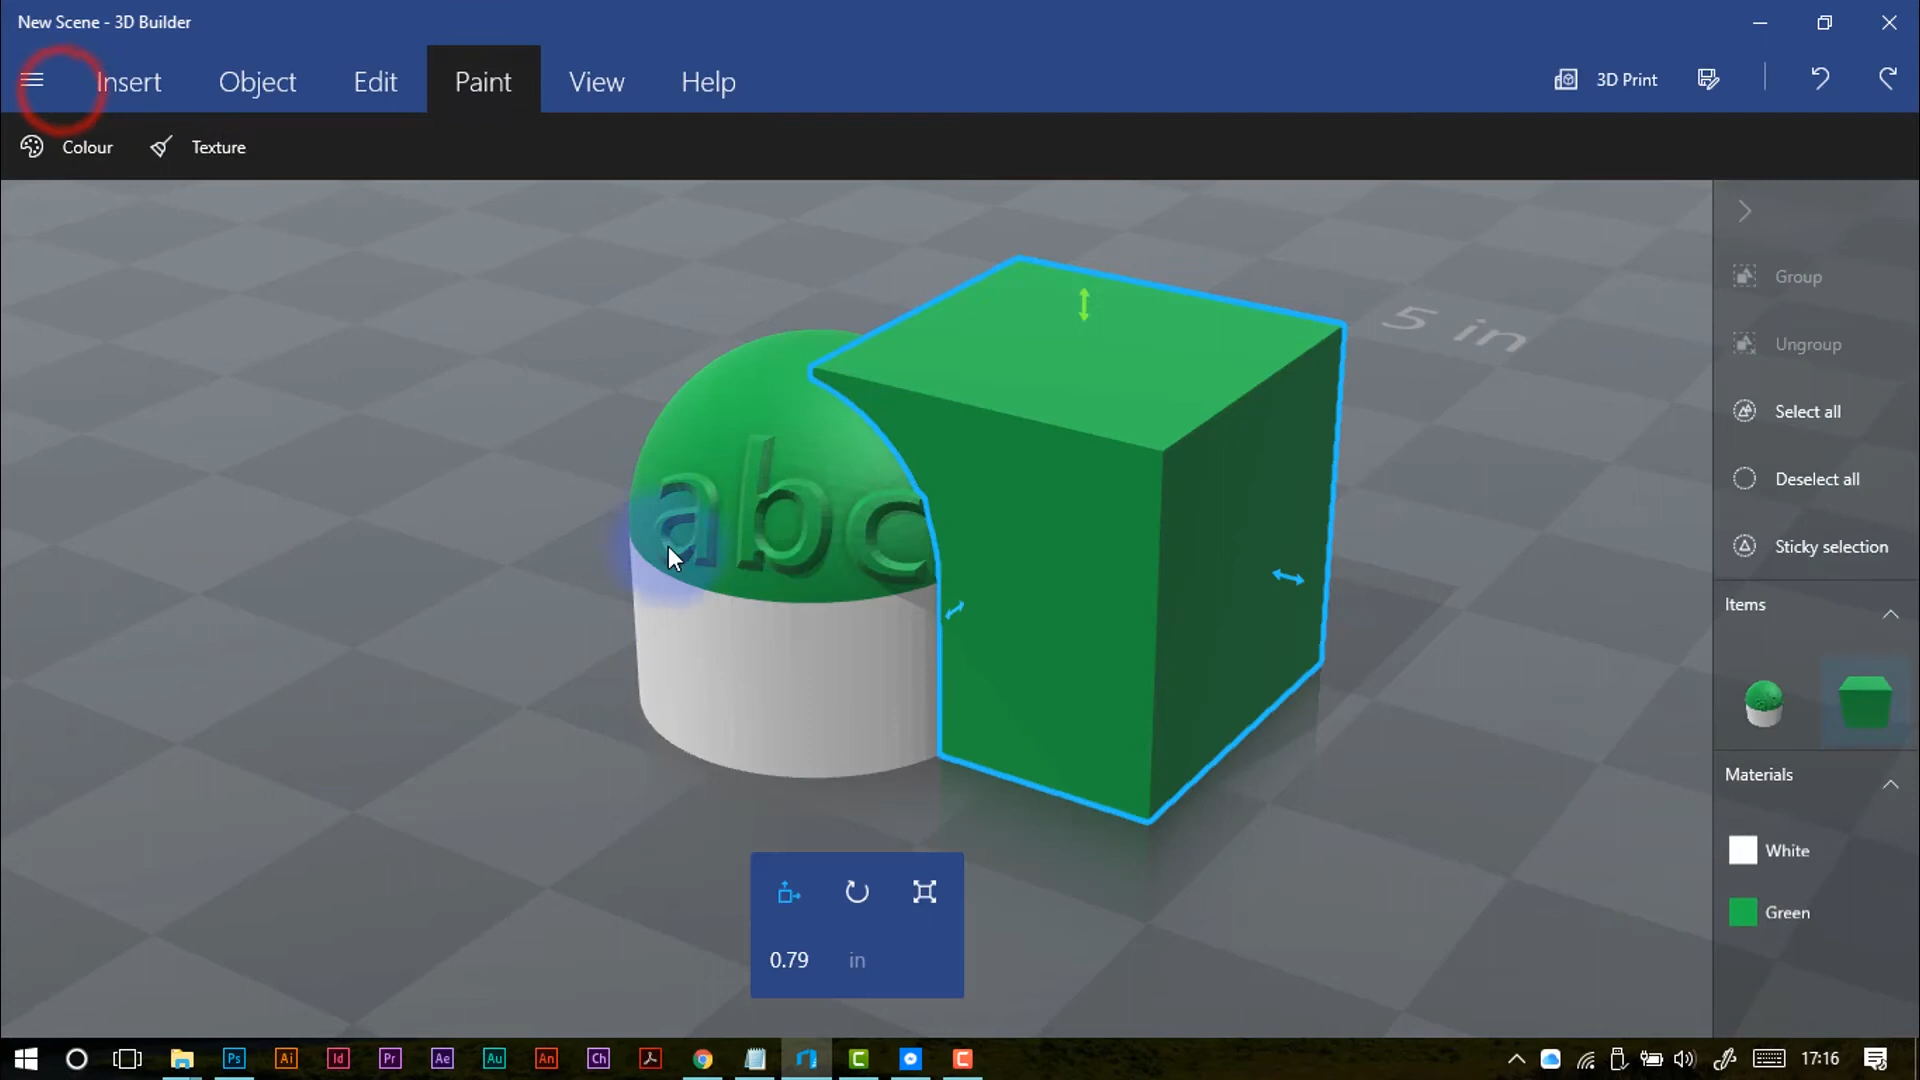 New Scene - 3D Builder
Insert Object Edit Paint View Help
3D Print
Colour Texture
5 in
abc
Group
Ungroup
Select all
Deselect all
Sticky selection
Items
Materials
White
Green
0.79 in
Ps Ai Id Pr Ae Au An Ch C C
17:16